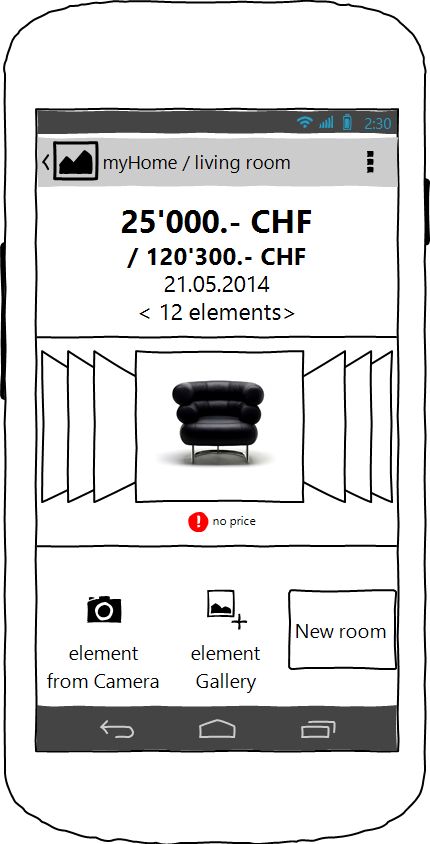 2:30
< myHome / living room
25'000.- CHF
/ 120'300.- CHF
21.05.2014
< 12 elements>
! no price
element
from Camera
element
Gallery
New room